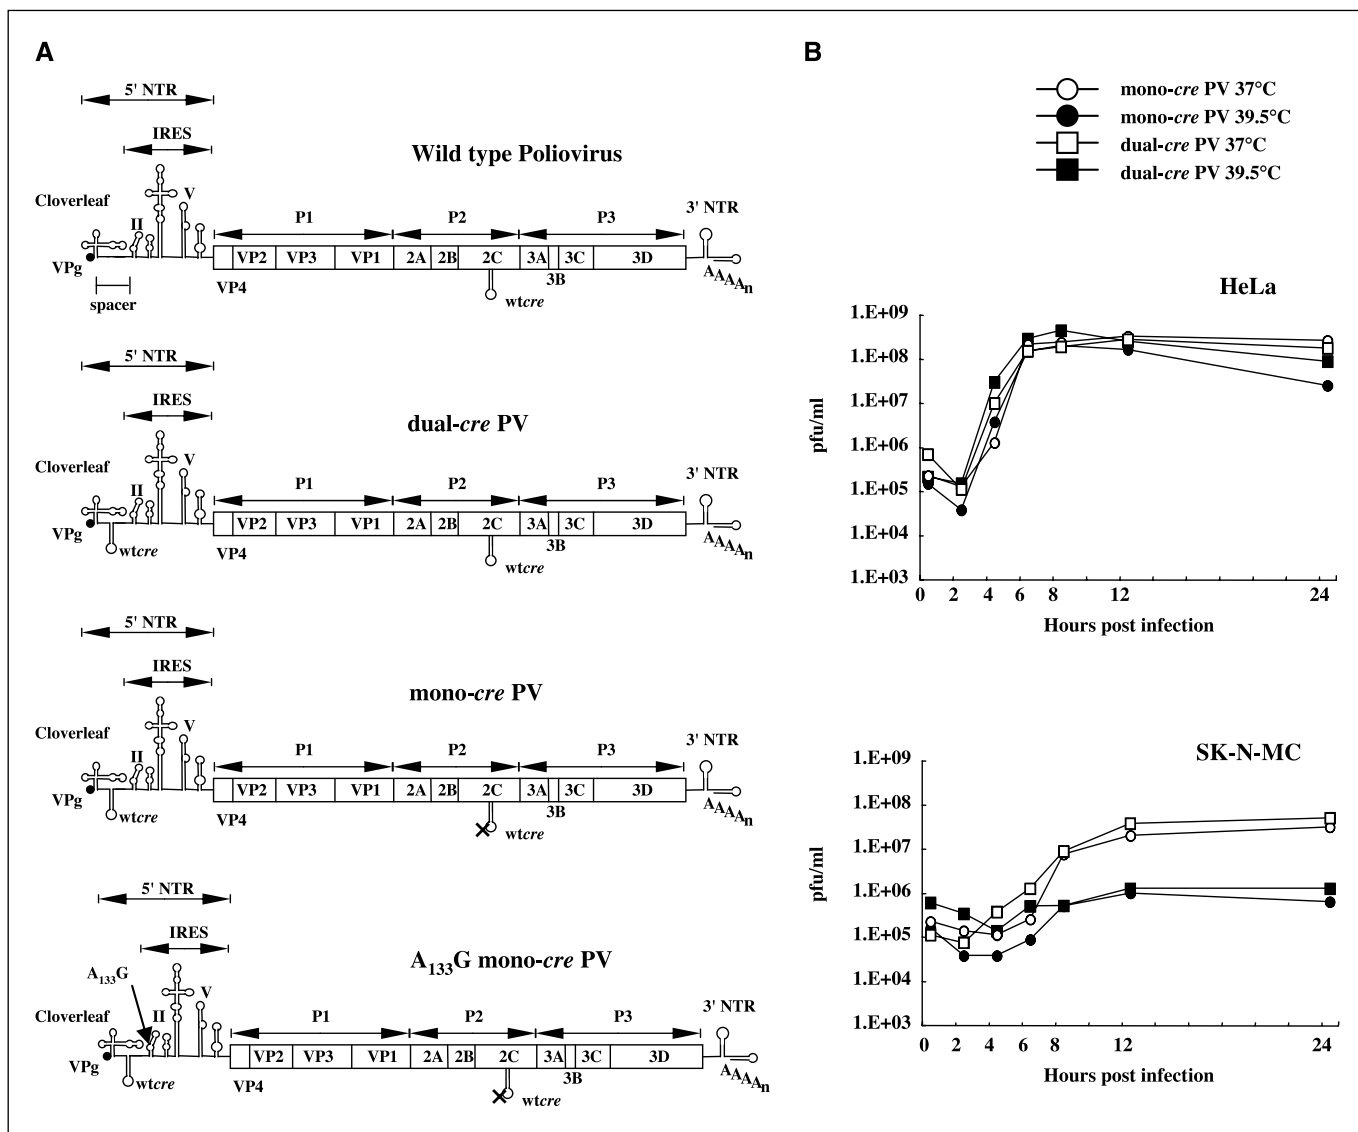 A
5' NTR
IRES
Wild type Poliovirus
Cloverleaf
II
V
P1 P2 P3
3' NTR
VPg
VP2 VP3 VP1 2A 2B 2C 3A 3C 3D
VP4
3B
AAAAn
spacer
wtcre
5' NTR
IRES
dual-cre PV
Cloverleaf
II
V
P1 P2 P3
3' NTR
VPg
VP2 VP3 VP1 2A 2B 2C 3A 3C 3D
wtcre
VP4
3B
AAAAn
wtcre
5' NTR
IRES
mono-cre PV
Cloverleaf
II
V
P1 P2 P3
3' NTR
VPg
VP2 VP3 VP1 2A 2B 2C 3A 3C 3D
wtcre
VP4
3B
AAAAn
wtcre
5' NTR
IRES
A133G mono-cre PV
A133G
Cloverleaf
II
V
P1 P2 P3
3' NTR
VPg
VP2 VP3 VP1 2A 2B 2C 3A 3C 3D
wtcre
VP4
3B
AAAAn
wtcre
B
mono-cre PV 37°C
mono-cre PV 39.5°C
dual-cre PV 37°C
dual-cre PV 39.5°C
HeLa
1.E+09
1.E+08
1.E+07
1.E+06
1.E+05
1.E+04
1.E+03
pfu/ml
0 2 4 6 8 12 24
Hours post infection
SK-N-MC
1.E+09
1.E+08
1.E+07
1.E+06
1.E+05
1.E+04
1.E+03
pfu/ml
0 2 4 6 8 12 24
Hours post infection